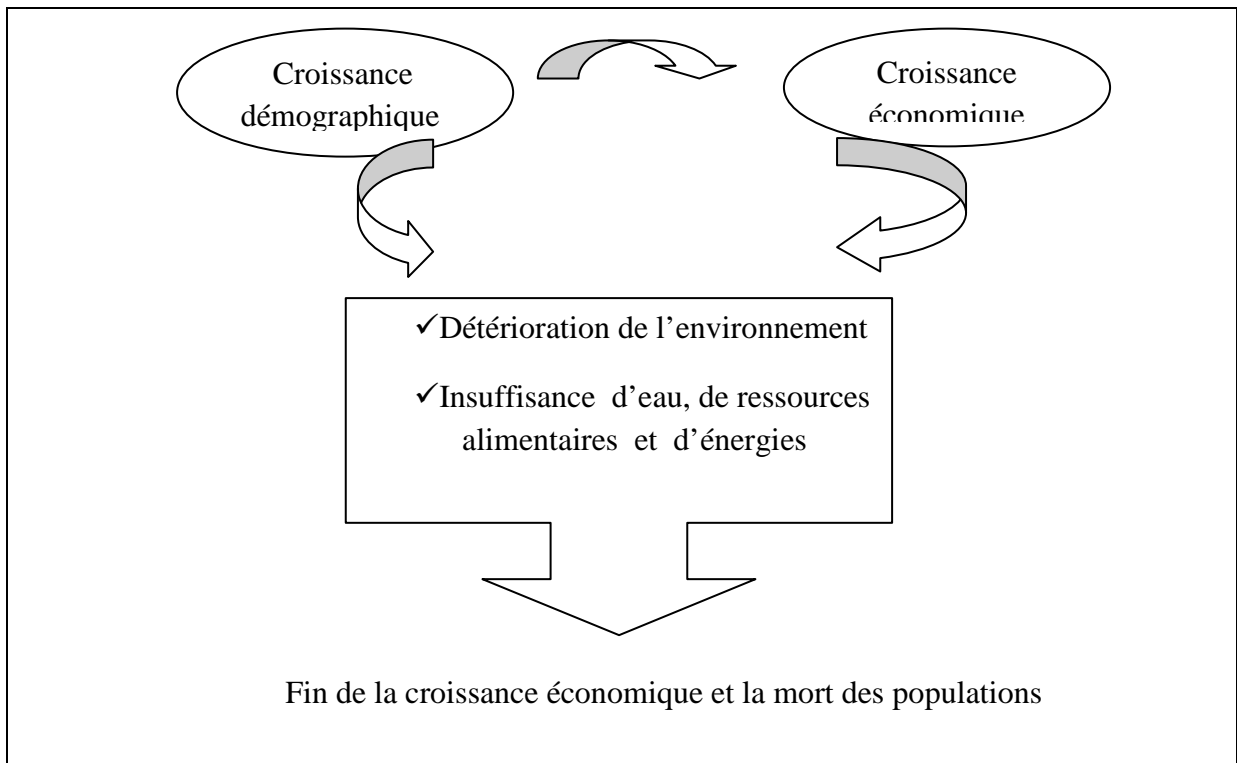 Croissance
démographique
Croissance
économique
✓Détérioration de l’environnement
✓Insuffisance d’eau, de ressources
alimentaires et d’énergies
Fin de la croissance économique et la mort des populations